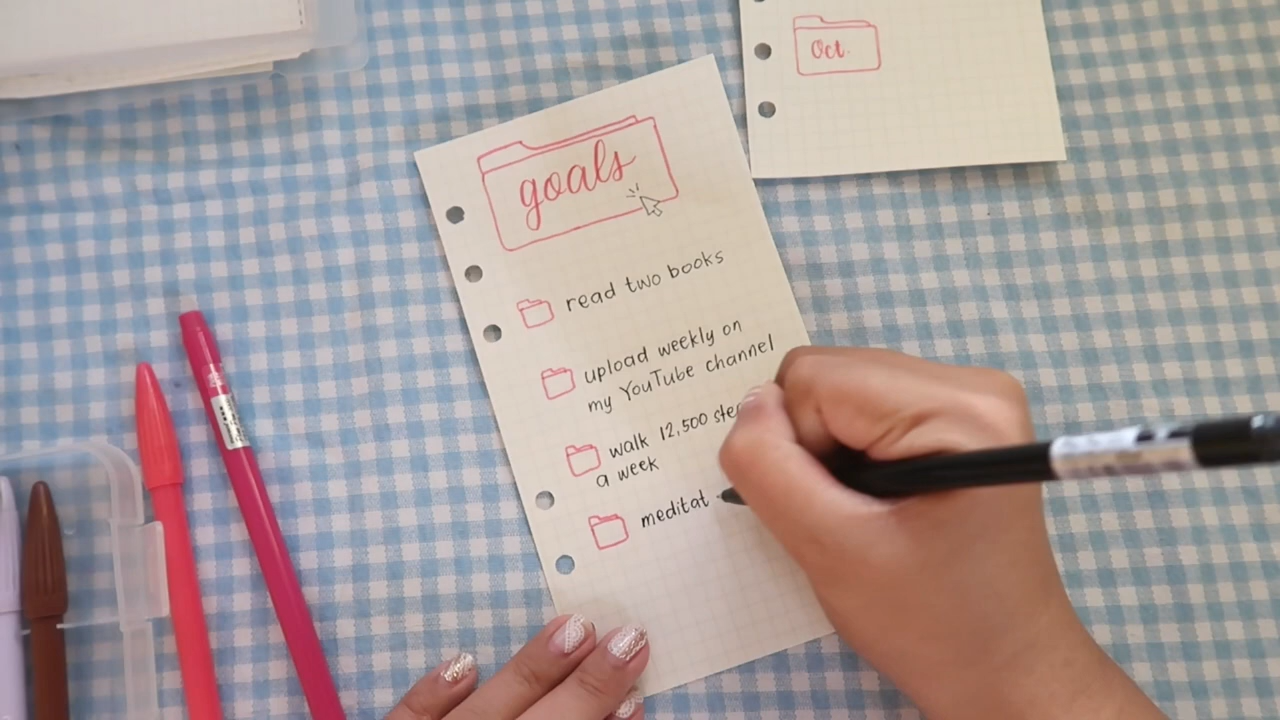 Oct.
goals
read two books
upload weekly on
my YouTube channel
walk 12,500
a week
meditat